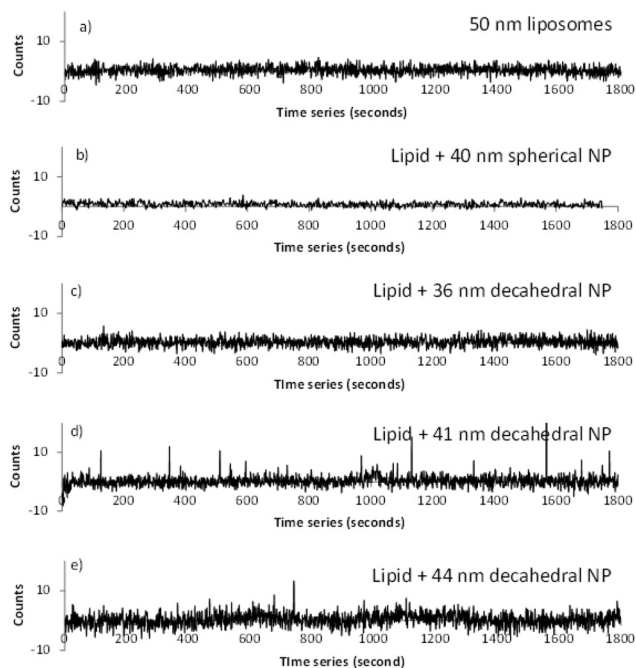 a) 50 nm liposomes
10
Counts
-10
0 200 400 600 800 1000 1200 1400 1600 1800
Time series (seconds)
b) Lipid + 40 nm spherical NP
10
Counts
-10
0 200 400 600 800 1000 1200 1400 1600 1800
Time series (seconds)
c) Lipid + 36 nm decahedral NP
10
Counts
-10
0 200 400 600 800 1000 1200 1400 1600 1800
TIme series (seconds)
d) Lipid + 41 nm decahedral NP
10
Counts
-10
0 200 400 600 800 1000 1200 1400 1600 1800
Time series (seconds)
e) Lipid + 44 nm decahedral NP
10
Counts
-10
0 200 400 600 800 1000 1200 1400 1600 1800
TIme series (second)